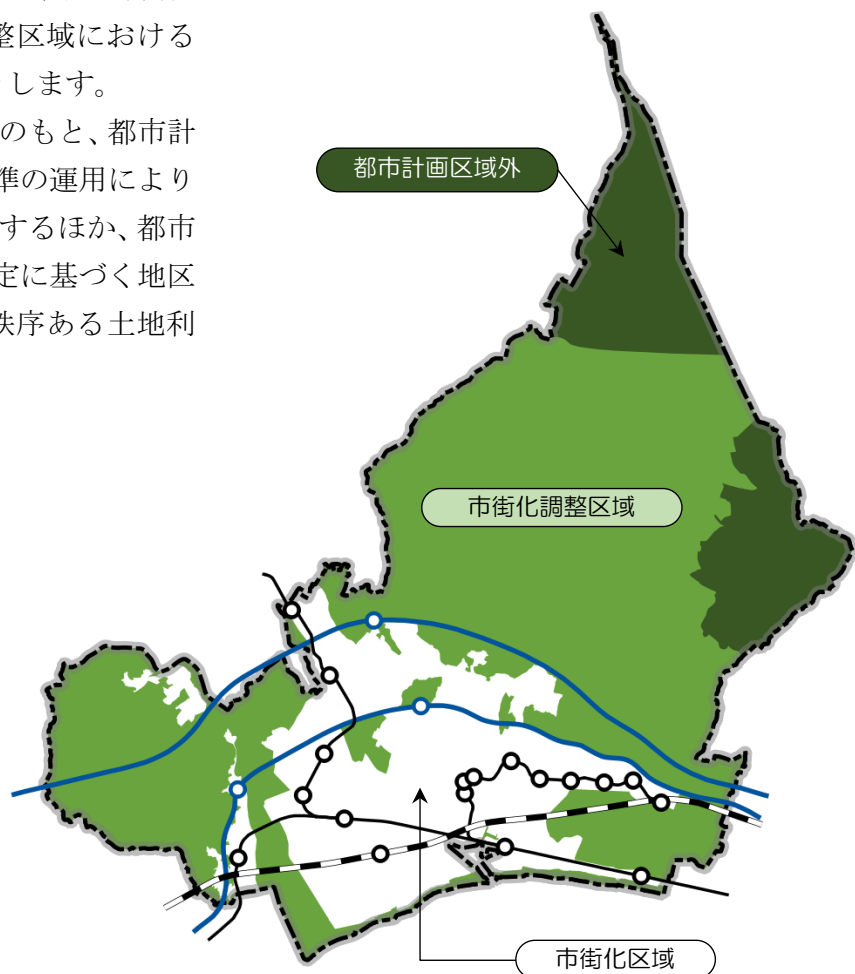 整区域における
します。
のもと、都市計
準の運用により
するほか、都市
定に基づく地区
秩序ある土地利
都市計画区域外
市街化調整区域
市街化区域